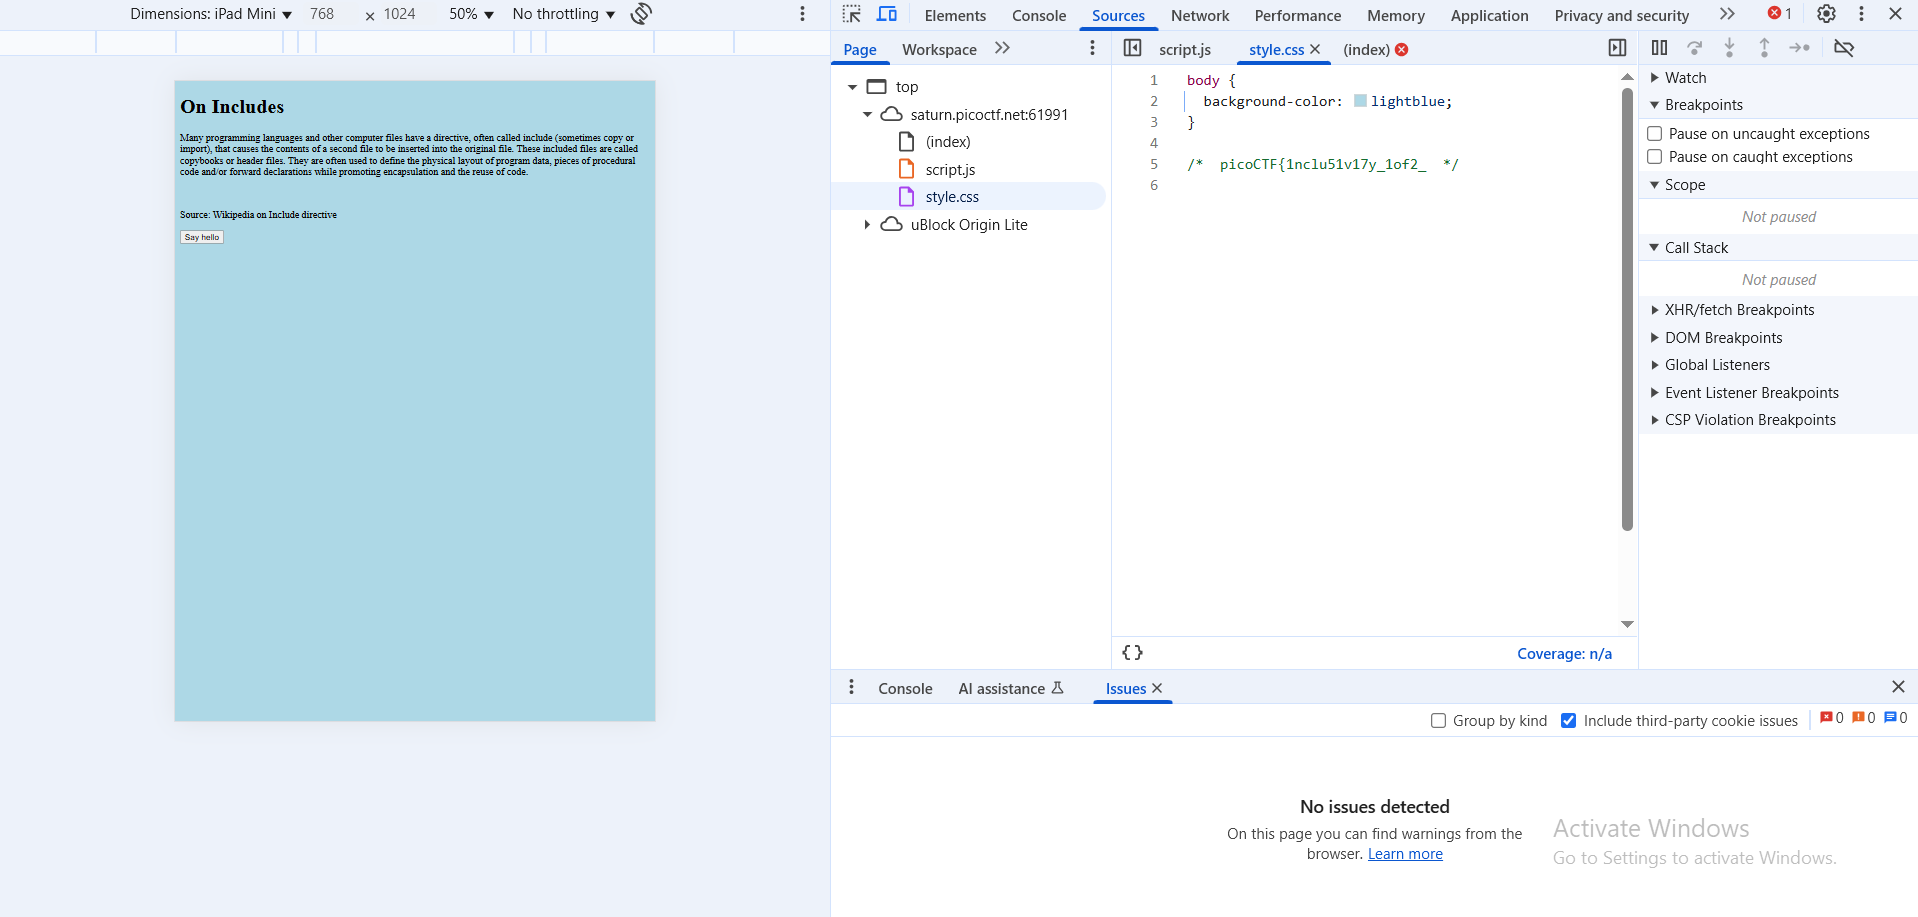 Dimensions: iPad Mini 768 × 1024 50% No throttling
Elements Console Sources Network Performance Memory Application Privacy and security 1
Page Workspace
script.js style.css (index)
top
saturn.picoctf.net:61991
(index)
script.js
style.css
uBlock Origin Lite
1 body {
2 background-color: lightblue;
3 }
4
5 /* picoCTF{1nclu51v17y_1of2_ */
6
{} Coverage: n/a
Watch
Breakpoints
Pause on uncaught exceptions
Pause on caught exceptions
Scope
Not paused
Call Stack
Not paused
XHR/fetch Breakpoints
DOM Breakpoints
Global Listeners
Event Listener Breakpoints
CSP Violation Breakpoints
On Includes
Many programming languages and other computer files have a directive, often called include (sometimes copy or
import), that causes the contents of a second file to be inserted into the original file. These included files are called
copybooks or header files. They are often used to define the physical layout of program data, pieces of procedural
code and/or forward declarations while promoting encapsulation and the reuse of code.
Source: Wikipedia on Include directive
Say hello
Console AI assistance Issues
Group by kind Include third-party cookie issues 0 0 0
No issues detected
On this page you can find warnings from the
browser. Learn more
Activate Windows
Go to Settings to activate Windows.